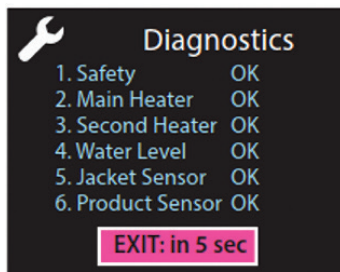 Diagnostics
1. Safety OK
2. Main Heater OK
3. Second Heater OK
4. Water Level OK
5. Jacket Sensor OK
6. Product Sensor OK
EXIT: in 5 sec